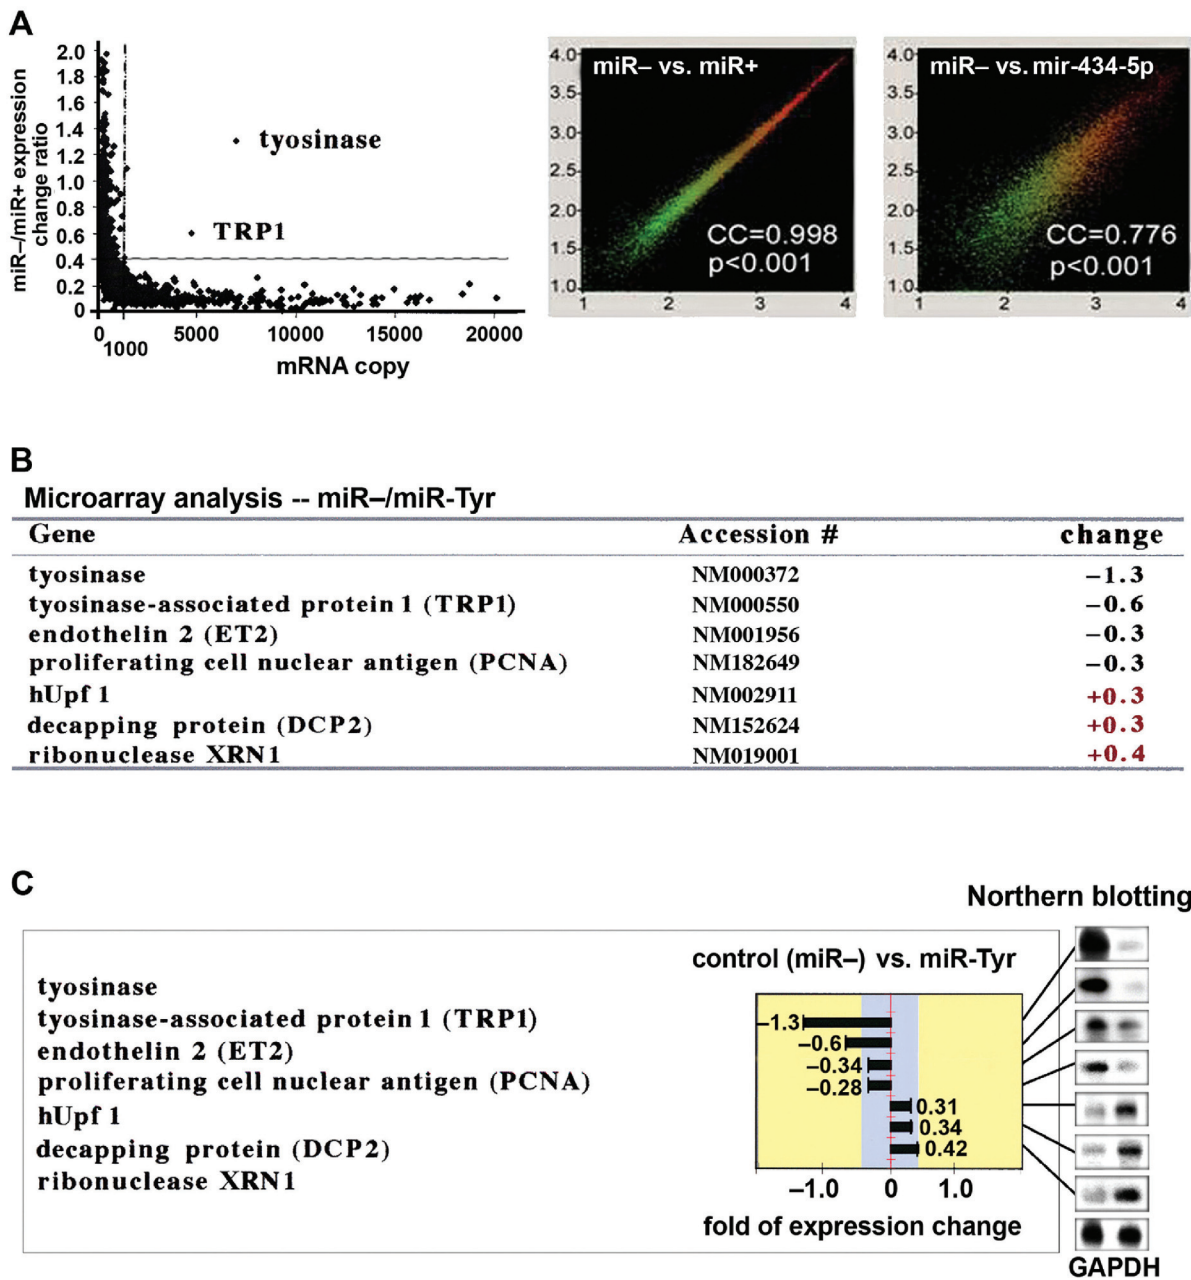 A
miR–/miR+ expression
change ratio
2.0
1.8
1.6
1.4
1.2
1.0
0.8
0.6
0.4
0.2
0
tyosinase
TRP1
0
1000
5000
10000
15000
20000
mRNA copy
miR– vs. miR+
4.0
3.5
3.0
2.5
2.0
1.5
1.0
CC=0.998
p<0.001
1
2
3
4
miR– vs. mir-434-5p
4.0
3.5
3.0
2.5
2.0
1.5
1.0
CC=0.776
p<0.001
1
2
3
4
B
Microarray analysis -- miR–/miR-Tyr
Gene Accession # change
tyosinase NM000372 –1.3
tyosinase-associated protein 1 (TRP1) NM000550 –0.6
endothelin 2 (ET2) NM001956 –0.3
proliferating cell nuclear antigen (PCNA) NM182649 –0.3
hUpf 1 NM002911 +0.3
decapping protein (DCP2) NM152624 +0.3
ribonuclease XRN1 NM019001 +0.4
C
Northern blotting
control (miR–) vs. miR-Tyr
tyosinase
tyosinase-associated protein 1 (TRP1)
endothelin 2 (ET2)
proliferating cell nuclear antigen (PCNA)
hUpf 1
decapping protein (DCP2)
ribonuclease XRN1
–1.3
–0.6
–0.34
–0.28
0.31
0.34
0.42
–1.0 0 1.0
fold of expression change
GAPDH